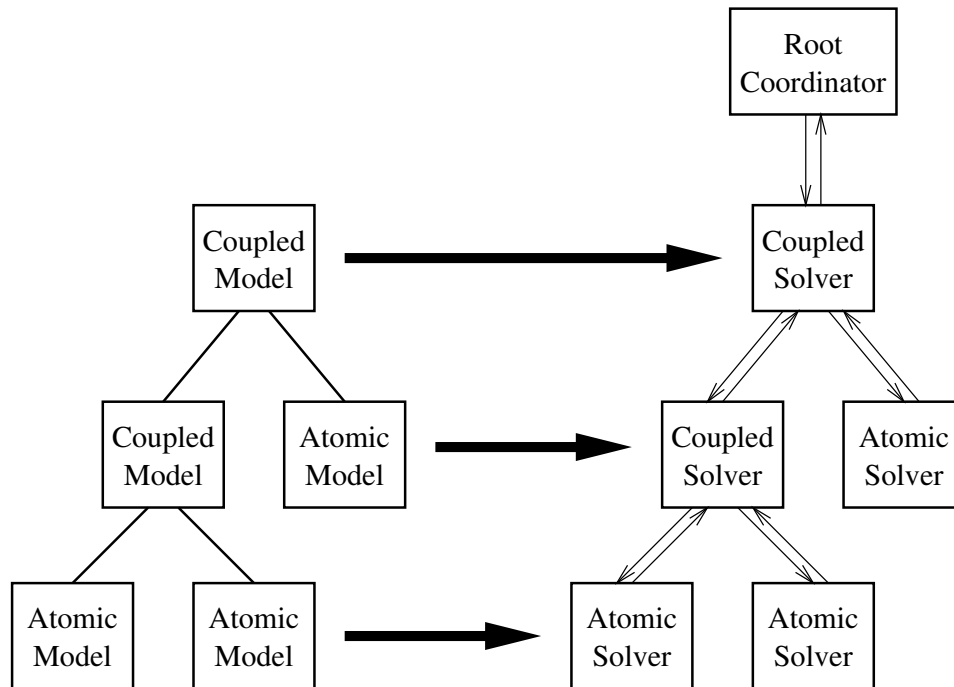 Root
Coordinator
Coupled
Model
Coupled
Solver
Coupled
Model
Atomic
Model
Coupled
Solver
Atomic
Solver
Atomic
Model
Atomic
Model
Atomic
Solver
Atomic
Solver